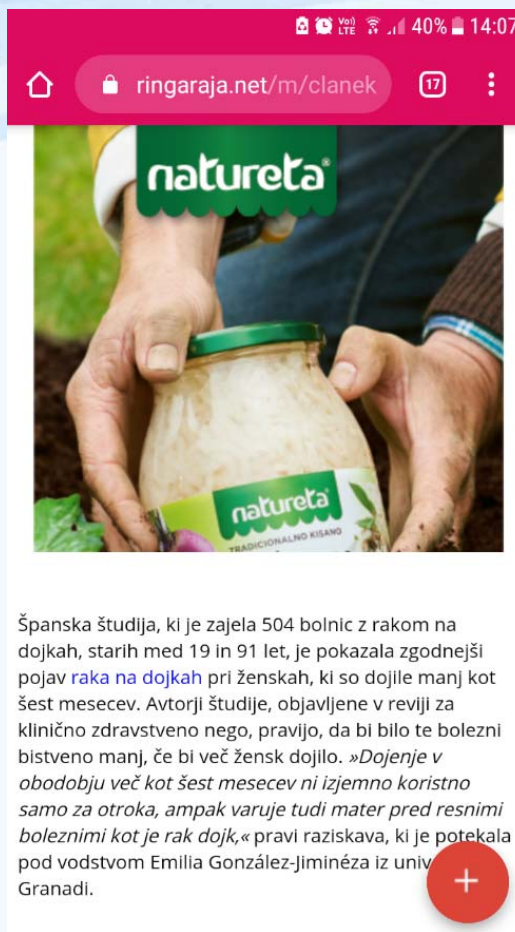 Vo))
LTE
40%
14:07
ringaraja.net/m/clanek
17
natureta®
natureta
TRADICIONALNO KISANO
Španska študija, ki je zajela 504 bolnic z rakom na
dojkah, starih med 19 in 91 let, je pokazala zgodnejši
pojav raka na dojkah pri ženskah, ki so dojile manj kot
šest mesecev. Avtorji študije, objavljene v reviji za
klinično zdravstveno nego, pravijo, da bi bilo te bolezni
bistveno manj, če bi več žensk dojilo. »Dojenje v
obodobju več kot šest mesecev ni izjemno koristno
samo za otroka, ampak varuje tudi mater pred resnimi
boleznimi kot je rak dojk,« pravi raziskava, ki je potekala
pod vodstvom Emilia González-Jiminéza iz univ
Granadi.